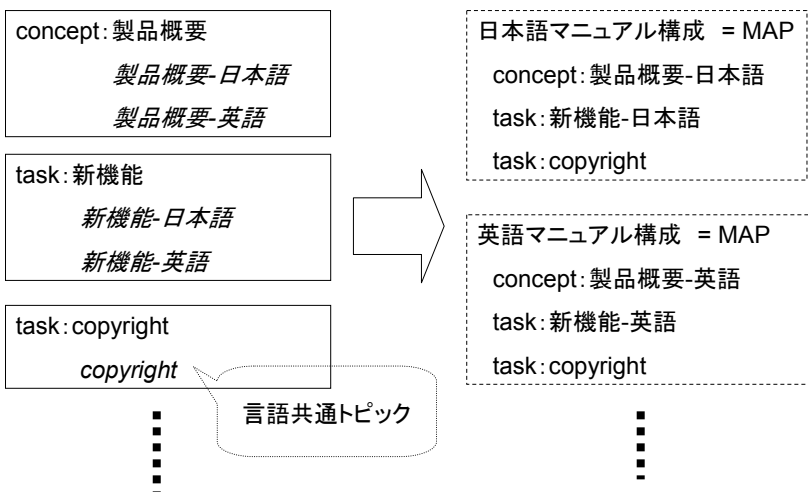 concept：製品概要
製品概要-日本語
製品概要-英語
task：新機能
新機能-日本語
新機能-英語
task：copyright
copyright
言語共通トピック
日本語マニュアル構成 = MAP
concept：製品概要-日本語
task：新機能-日本語
task：copyright
英語マニュアル構成 = MAP
concept：製品概要-英語
task：新機能-英語
task：copyright